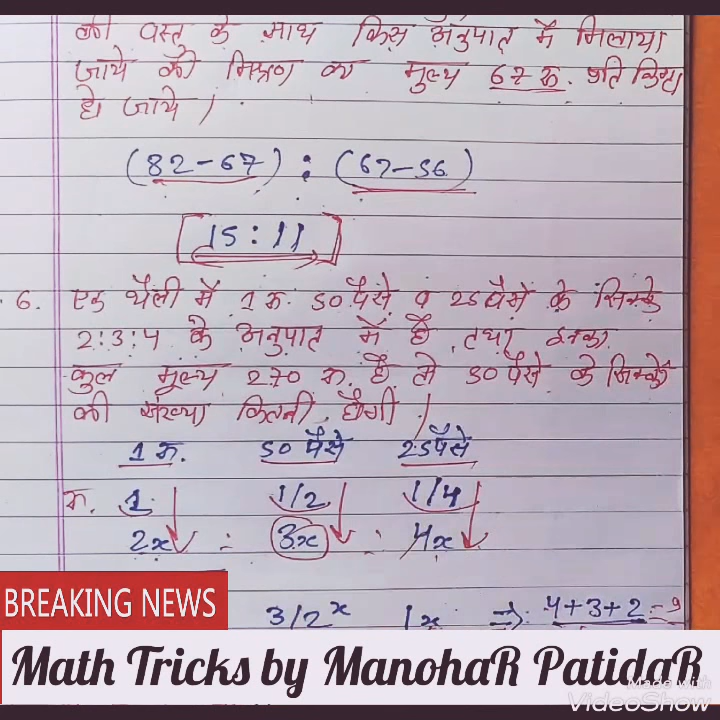 की वस्तु के साथ किस अनुपात में मिलाया
जाये की मिश्रण का मुल्य 67 रू. प्रति किग्रा
हो जाये /
(82-67) : (67-56)
15 : 11
6. एक थैली में 1 रू. 50 पैसे व 25 पैसे के सिक्के
2:3:4 के अनुपात में है तथा इनका
कुल मूल्य 270 रू. है तो 50 पैसे के सिक्कों
की संख्या कितनी होगी /
1 रू. 50 पैसे 25 पैसे
रू. 1 1/2 1/4
2x : 3x : 4x
3/2x 1x ⇒ 4+3+2 = 9
BREAKING NEWS
Math Tricks by ManohaR PatidaR
Made with
VideoShow